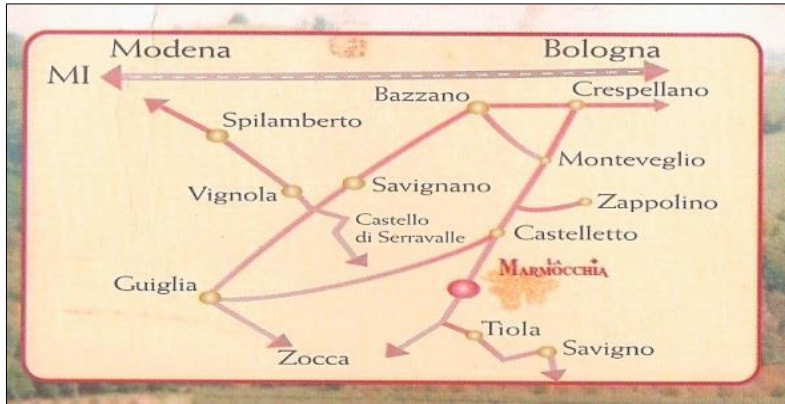 Modena
Bologna
MI
Bazzano
Crespellano
Spilamberto
Monteveglio
Vignola
Savignano
Zappolino
Castello
di Serravalle
Castelletto
LA
MARMOCCHIA
Guiglia
Tiola
Zocca
Savigno